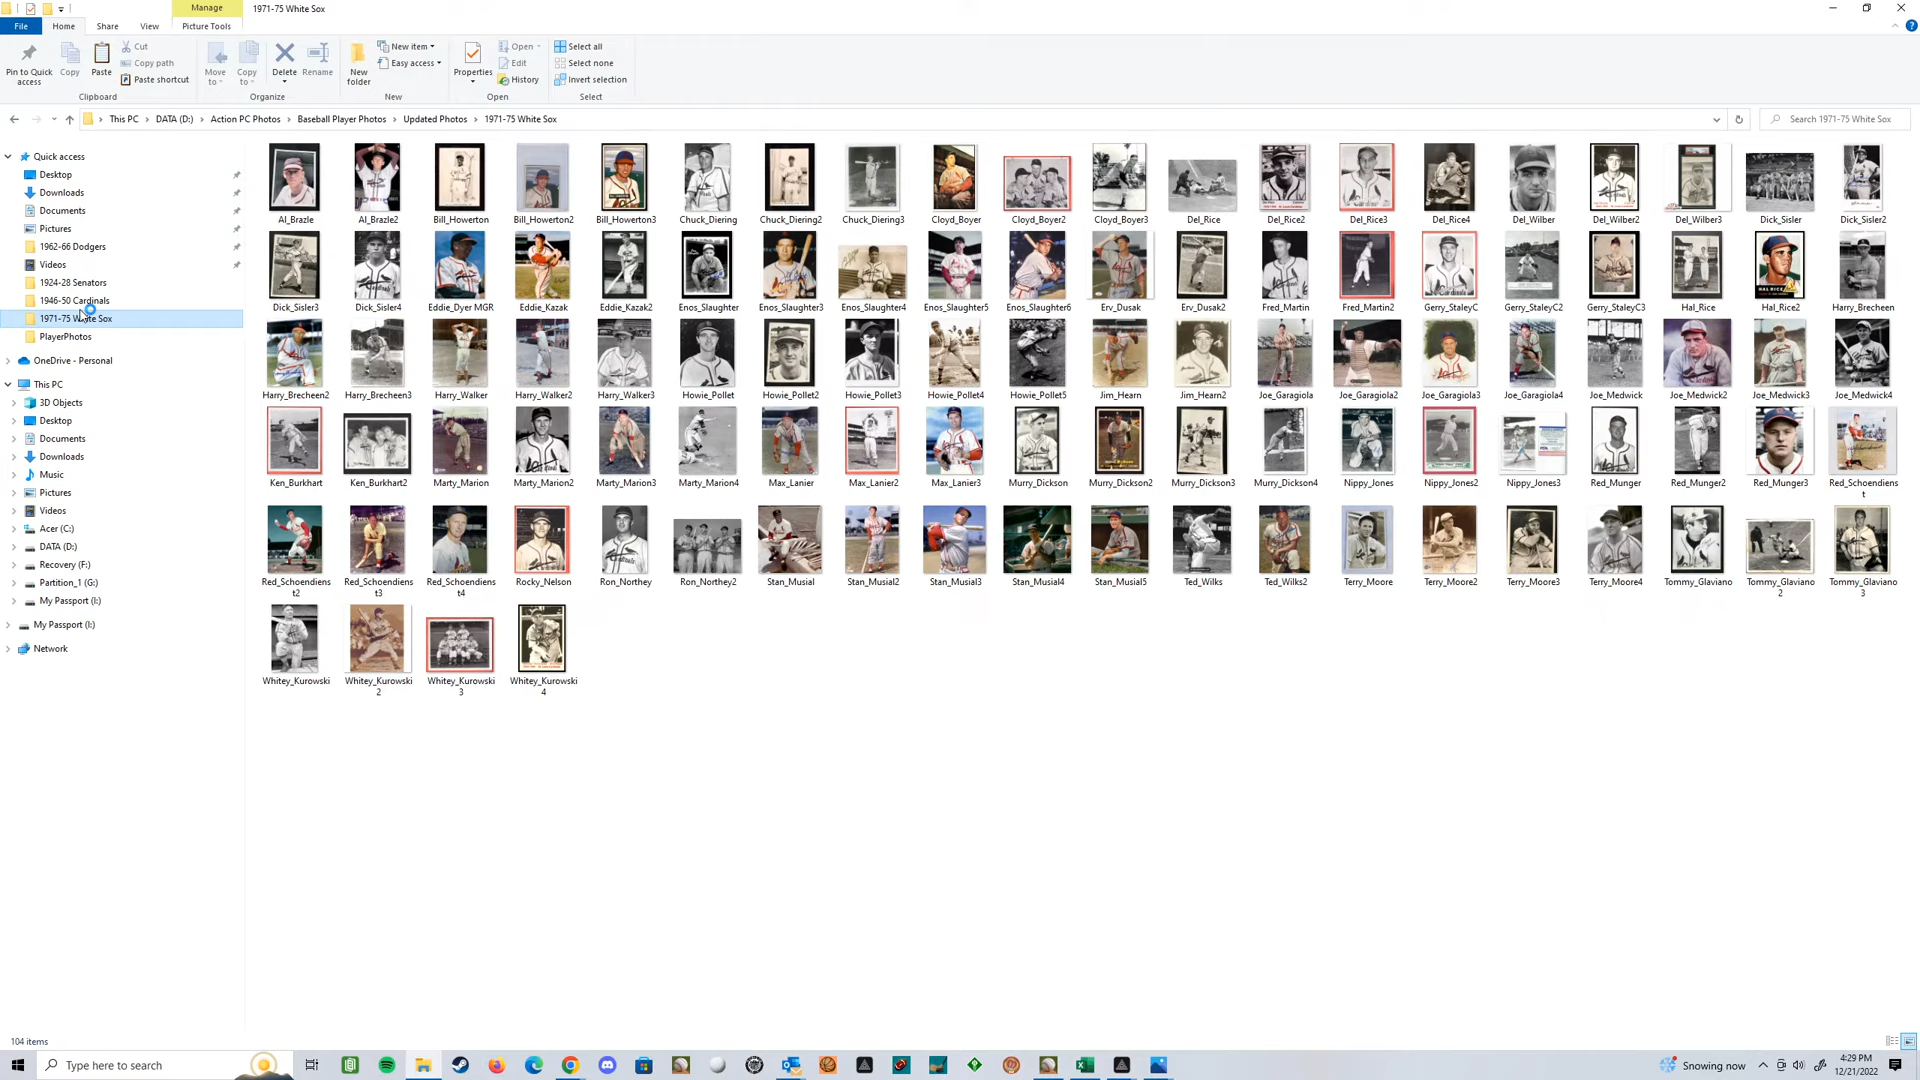 Manage
1971-75 White Sox
File Home Share View Picture Tools
Pin to Quick access
Copy
Paste
Cut
Copy path
Paste shortcut
Clipboard
Move to
Copy to
Delete
Rename
Organize
New folder
New item
Easy access
New
Properties
Open
Edit
History
Open
Select all
Select none
Invert selection
Select
This PC › DATA (D:) › Action PC Photos › Baseball Player Photos › Updated Photos › 1971-75 White Sox
Search 1971-75 White Sox
Quick access
Desktop
Downloads
Documents
Pictures
1962-66 Dodgers
Videos
1924-28 Senators
1946-50 Cardinals
1971-75 White Sox
PlayerPhotos
OneDrive - Personal
This PC
3D Objects
Desktop
Documents
Downloads
Music
Pictures
Videos
Acer (C:)
DATA (D:)
Recovery (F:)
Partition_1 (G:)
My Passport (I:)
My Passport (I:)
Network
Al_Brazle Al_Brazle2 Bill_Howerton Bill_Howerton2 Bill_Howerton3 Chuck_Diering Chuck_Diering2 Chuck_Diering3 Cloyd_Boyer Cloyd_Boyer2 Cloyd_Boyer3 Del_Rice Del_Rice2 Del_Rice3 Del_Rice4 Del_Wilber Del_Wilber2 Del_Wilber3 Dick_Sisler Dick_Sisler2
Dick_Sisler3 Dick_Sisler4 Eddie_Dyer MGR Eddie_Kazak Eddie_Kazak2 Enos_Slaughter Enos_Slaughter3 Enos_Slaughter4 Enos_Slaughter5 Enos_Slaughter6 Erv_Dusak Erv_Dusak2 Fred_Martin Fred_Martin2 Gerry_StaleyC Gerry_StaleyC2 Gerry_StaleyC3 Hal_Rice Hal_Rice2 Harry_Brecheen
Harry_Brecheen2 Harry_Brecheen3 Harry_Walker Harry_Walker2 Harry_Walker3 Howie_Pollet Howie_Pollet2 Howie_Pollet3 Howie_Pollet4 Howie_Pollet5 Jim_Hearn Jim_Hearn2 Joe_Garagiola Joe_Garagiola2 Joe_Garagiola3 Joe_Garagiola4 Joe_Medwick Joe_Medwick2 Joe_Medwick3 Joe_Medwick4
Ken_Burkhart Ken_Burkhart2 Marty_Marion Marty_Marion2 Marty_Marion3 Marty_Marion4 Max_Lanier Max_Lanier2 Max_Lanier3 Murry_Dickson Murry_Dickson2 Murry_Dickson3 Murry_Dickson4 Nippy_Jones Nippy_Jones2 Nippy_Jones3 Red_Munger Red_Munger2 Red_Munger3 Red_Schoendienst
Red_Schoendienst2 Red_Schoendienst3 Red_Schoendienst4 Rocky_Nelson Ron_Northey Ron_Northey2 Stan_Musial Stan_Musial2 Stan_Musial3 Stan_Musial4 Stan_Musial5 Ted_Wilks Ted_Wilks2 Terry_Moore Terry_Moore2 Terry_Moore3 Terry_Moore4 Tommy_Glaviano Tommy_Glaviano2 Tommy_Glaviano3
Whitey_Kurowski Whitey_Kurowski2 Whitey_Kurowski3 Whitey_Kurowski4
104 items
Type here to search
Snowing now
4:29 PM
12/21/2022